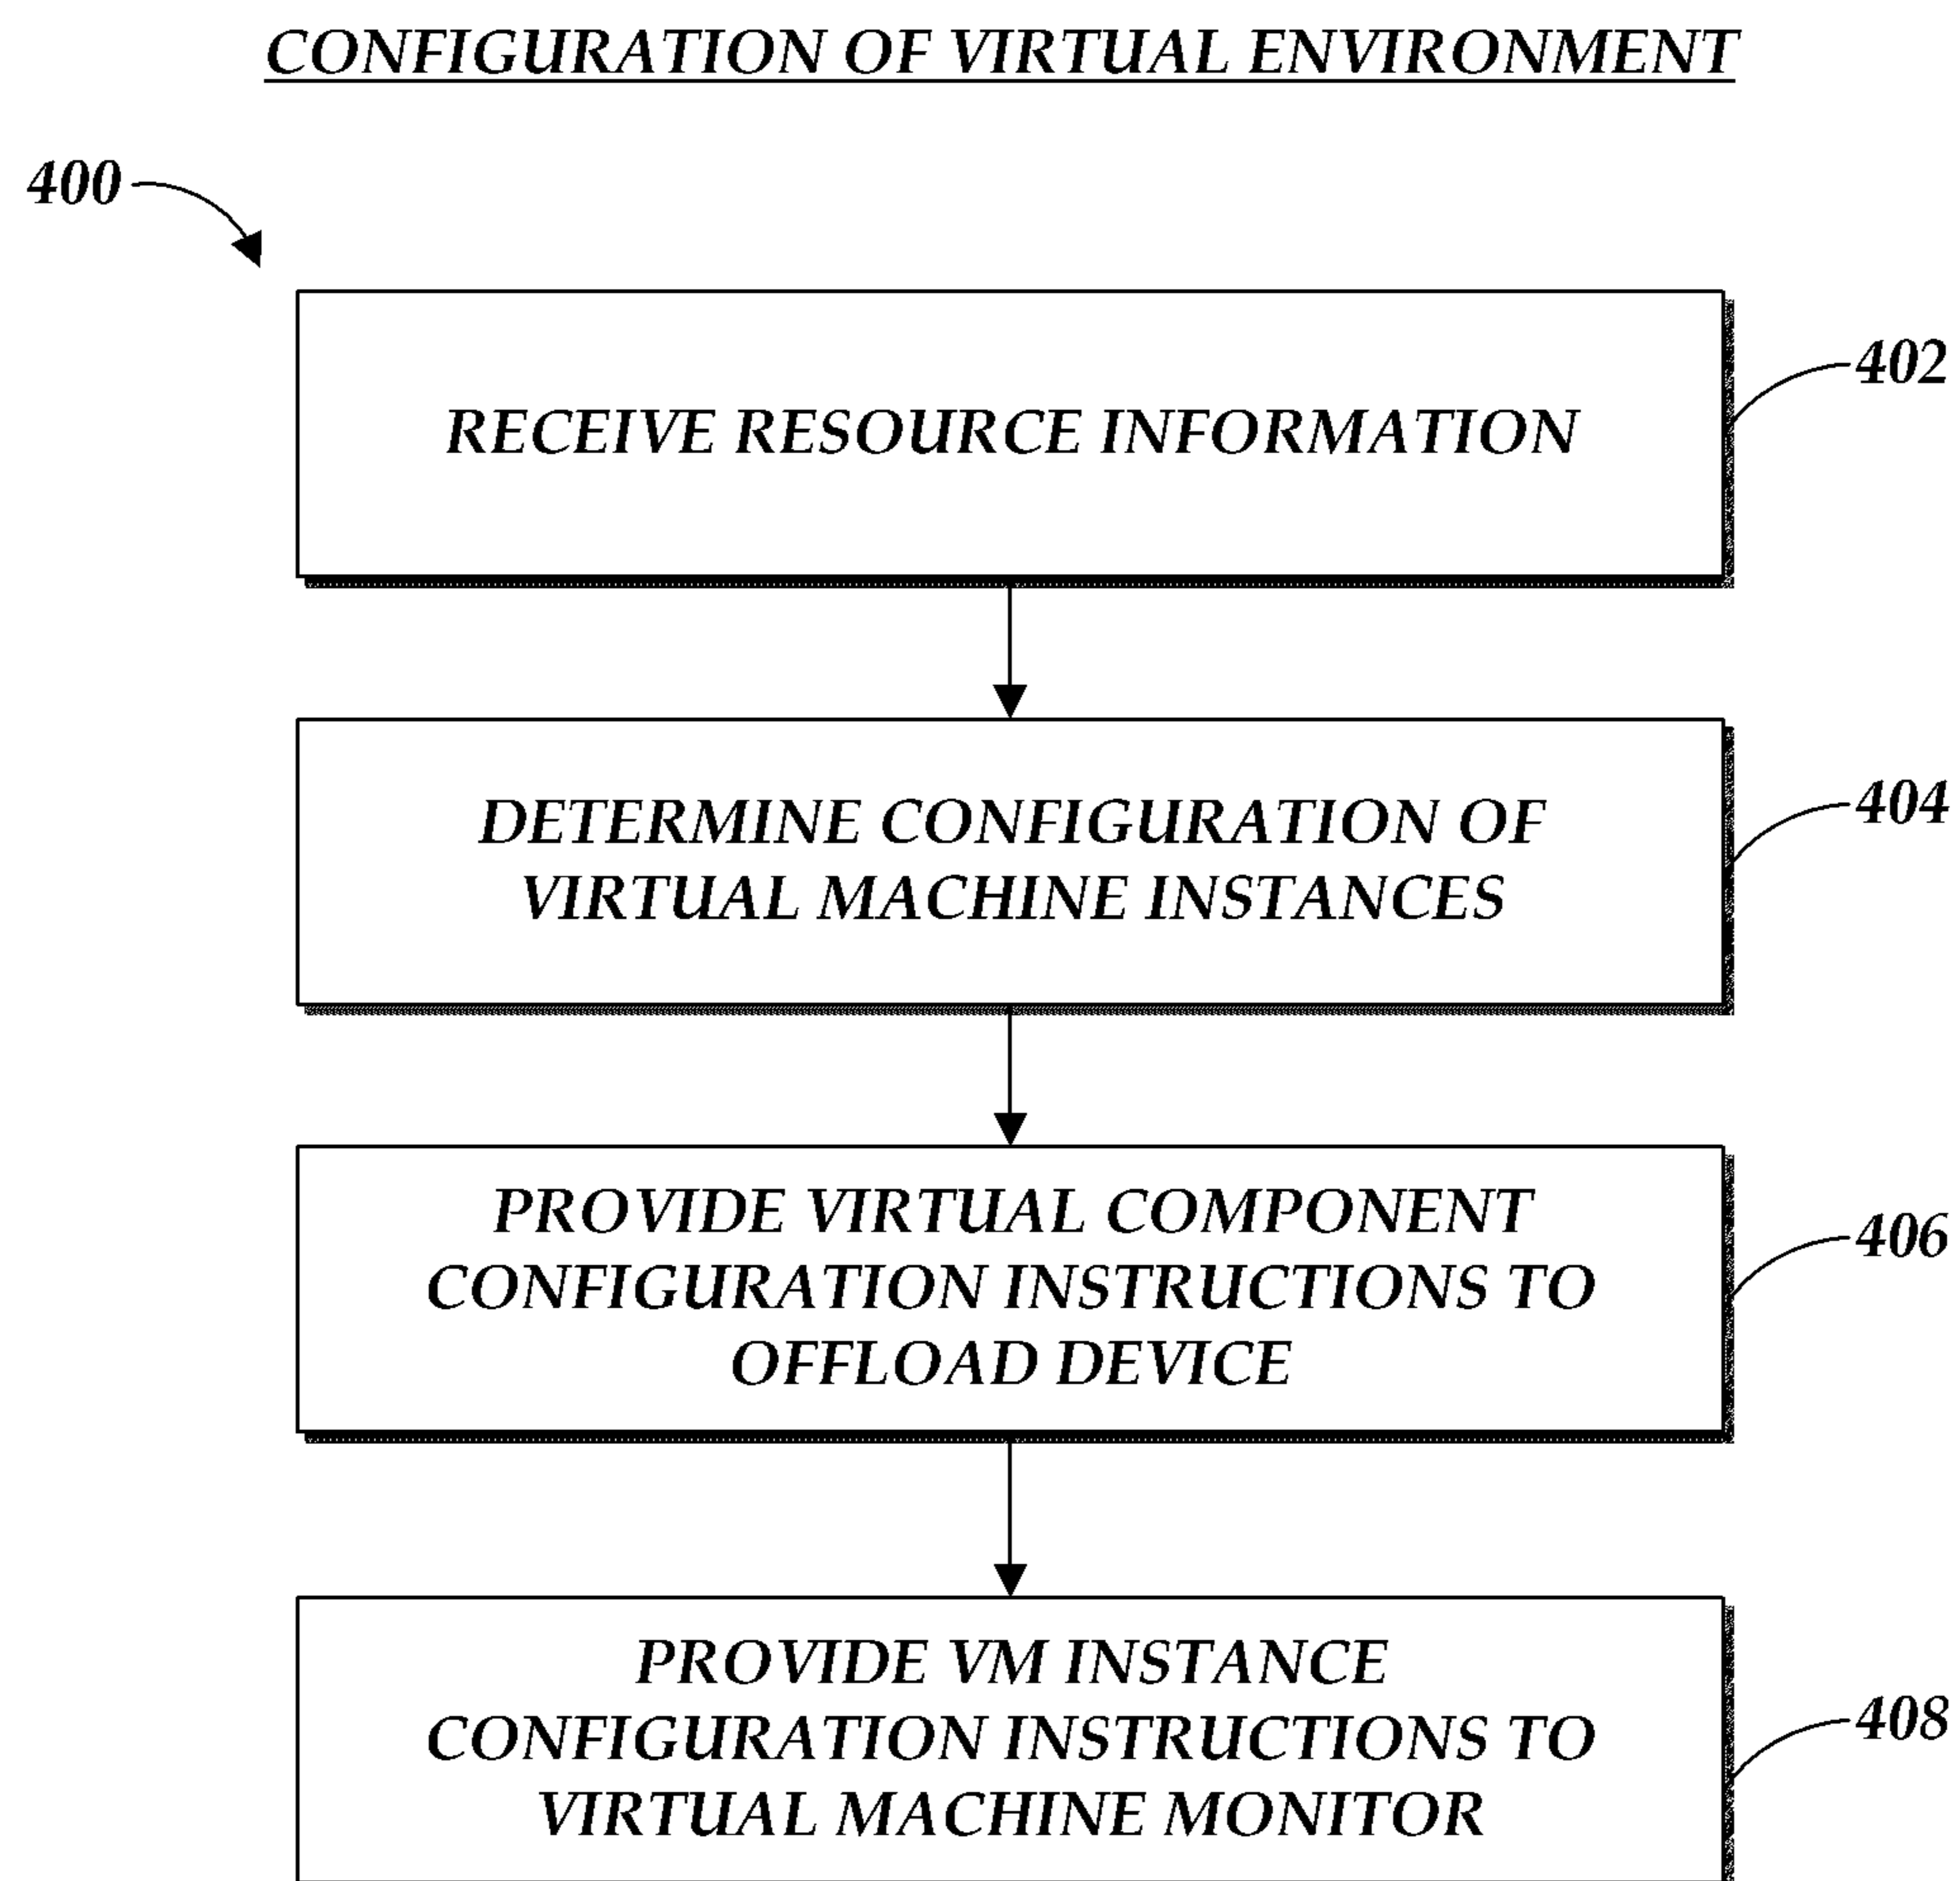 CONFIGURATION OF VIRTUAL ENVIRONMENT
400
RECEIVE RESOURCE INFORMATION
402
DETERMINE CONFIGURATION OF
VIRTUAL MACHINE INSTANCES
404
PROVIDE VIRTUAL COMPONENT
CONFIGURATION INSTRUCTIONS TO
OFFLOAD DEVICE
406
PROVIDE VM INSTANCE
CONFIGURATION INSTRUCTIONS TO
VIRTUAL MACHINE MONITOR
408